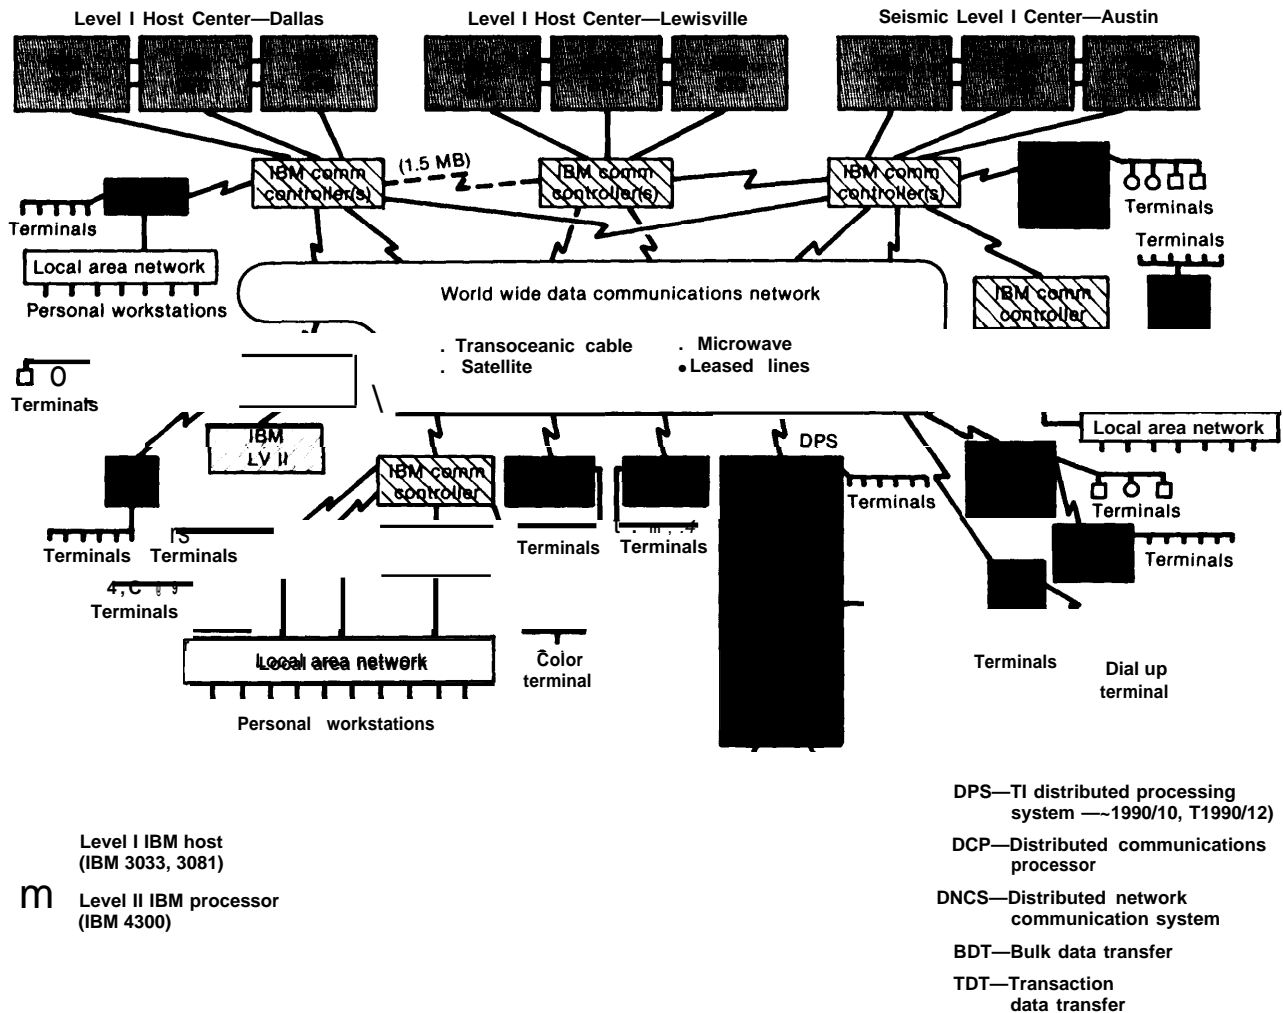 Level I Host Center—Dallas
Level I Host Center—Lewisville
Seismic Level I Center—Austin
(1.5 MB)
IBM comm
controller(s)
IBM comm
controller(s)
IBM comm
controller(s)
Terminals
Terminals
Terminals
Local area network
Personal workstations
World wide data communications network
IBM comm
controller
. Transoceanic cable
. Microwave
. Satellite
● Leased lines
Terminals
IBM
LV II
DPS
Local area network
IBM comm
controller
Terminals
Terminals
Terminals
Terminals
Terminals
Terminals
Terminals
Terminals
Local area network
Color
terminal
Terminals
Dial up
terminal
Personal workstations
DPS—TI distributed processing
system —~1990/10, T1990/12)
Level I IBM host
(IBM 3033, 3081)
DCP—Distributed communications
processor
m
Level II IBM processor
(IBM 4300)
DNCS—Distributed network
communication system
BDT—Bulk data transfer
TDT—Transaction
data transfer